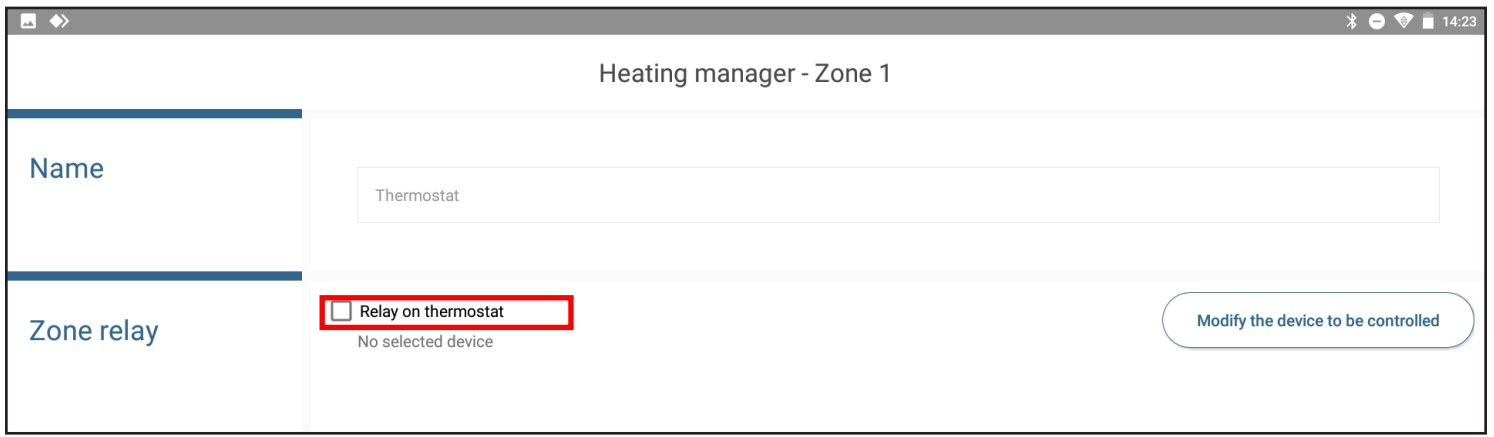 14:23
Heating manager - Zone 1
Name
Thermostat
Zone relay
Relay on thermostat
No selected device
Modify the device to be controlled